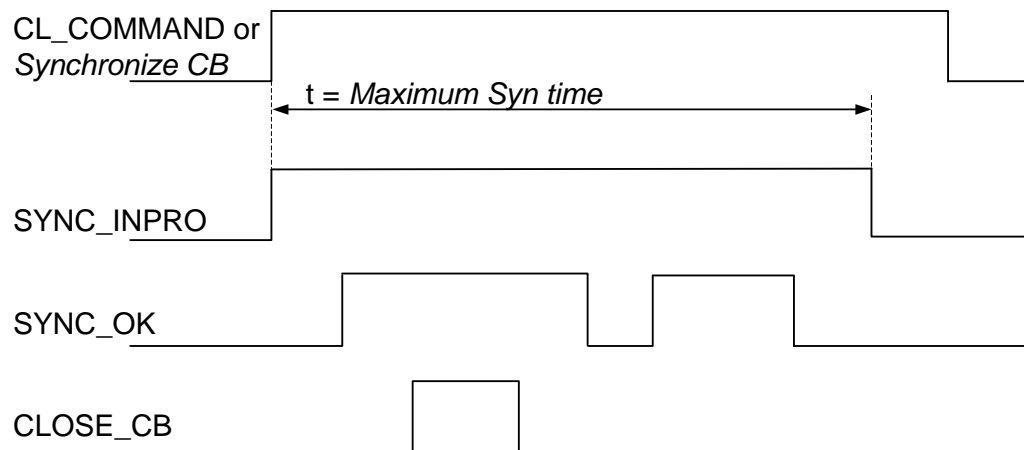 CL_COMMAND or
Synchronize CB
t = Maximum Syn time
SYNC_INPRO
SYNC_OK
CLOSE_CB